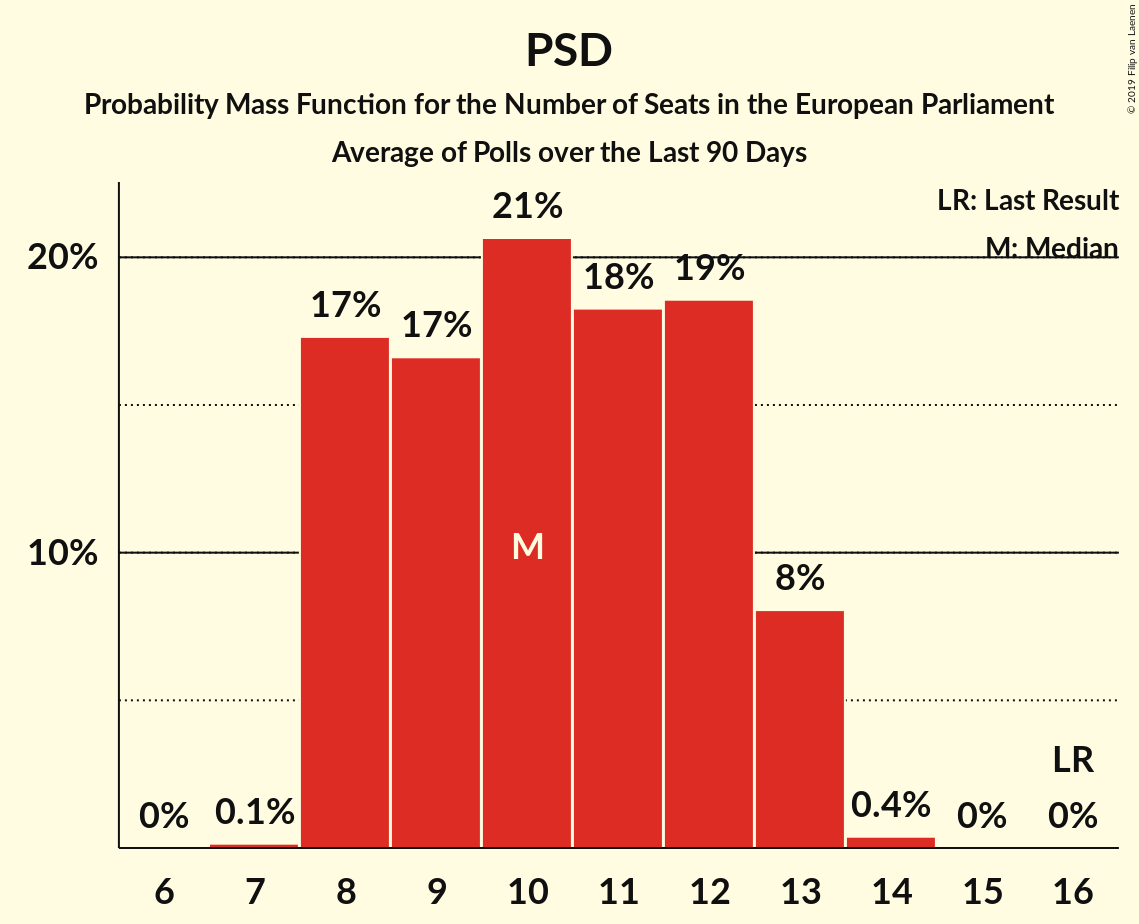 PSD
Probability Mass Function for the Number of Seats in the European Parliament
Average of Polls over the Last 90 Days
© 2019 Filip van Laenen
LR: Last Result
M: Median
20%
10%
0%
0.1%
17%
17%
21%
18%
19%
8%
0.4%
0%
LR
0%
M
6 7 8 9 10 11 12 13 14 15 16